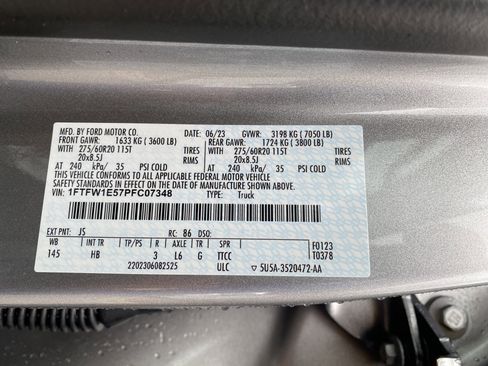 MFD. BY FORD MOTOR CO. DATE: 06/23 GVWR: 3198 KG (7050 LB)
FRONT GAWR: 1633 KG (3600 LB) REAR GAWR: 1724 KG (3800 LB)
WITH 275/60R20 115T TIRES WITH 275/60R20 115T TIRES
20x8.5J RIMS 20x8.5J RIMS
AT 240 kPa/ 35 PSI COLD AT 240 kPa/ 35 PSI COLD
THIS VEHICLE CONFORMS TO ALL APPLICABLE FEDERAL MOTOR VEHICLE
SAFETY, BUMPER, AND THEFT PREVENTION STANDARDS IN EFFECT ON THE DATE OF MANUFACTURE SHOWN ABOVE.
VIN: 1FTFW1E57PFC07348 TYPE: Truck
EXT PNT: JS RC: 86 DSO:
WB INT TR TP/PS R AXLE TR SPR F0123
145 HB 3 L6 G TTCC T0378
2202306082525 ULC 5U5A-3520472-AA